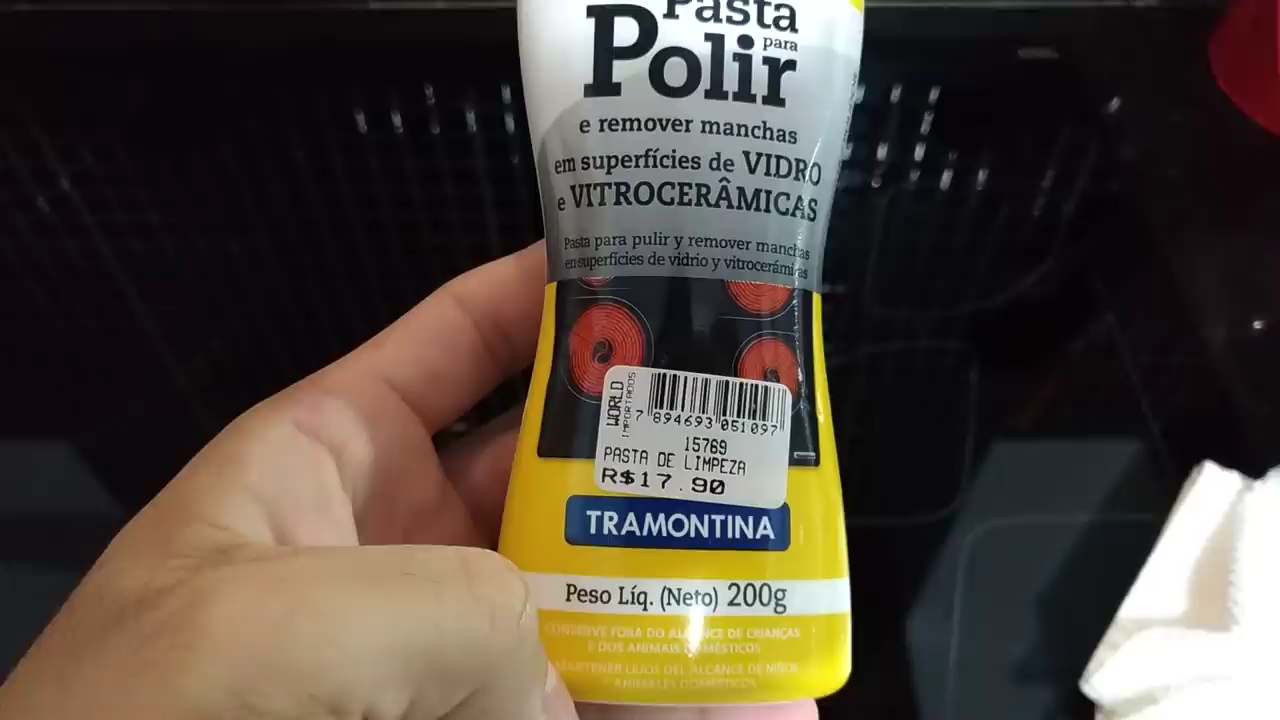 Pasta
para
Polir
e remover manchas
em superfícies de VIDRO
e VITROCERÂMICAS
Pasta para pulir y remover manchas
en superfícies de vidrio y vitrocerámicas
WORLD
IMPORTADOS
7 894693 051097
15769
PASTA DE LIMPEZA
R$17.90
TRAMONTINA
Peso Líq. (Neto) 200g
CONSERVE FORA DO ALCANCE DE CRIANÇAS
E DOS ANIMAIS DOMÉSTICOS
MANTENER LEJOS DEL ALCANCE DE NIÑOS
ANIMALES DOMÉSTICOS